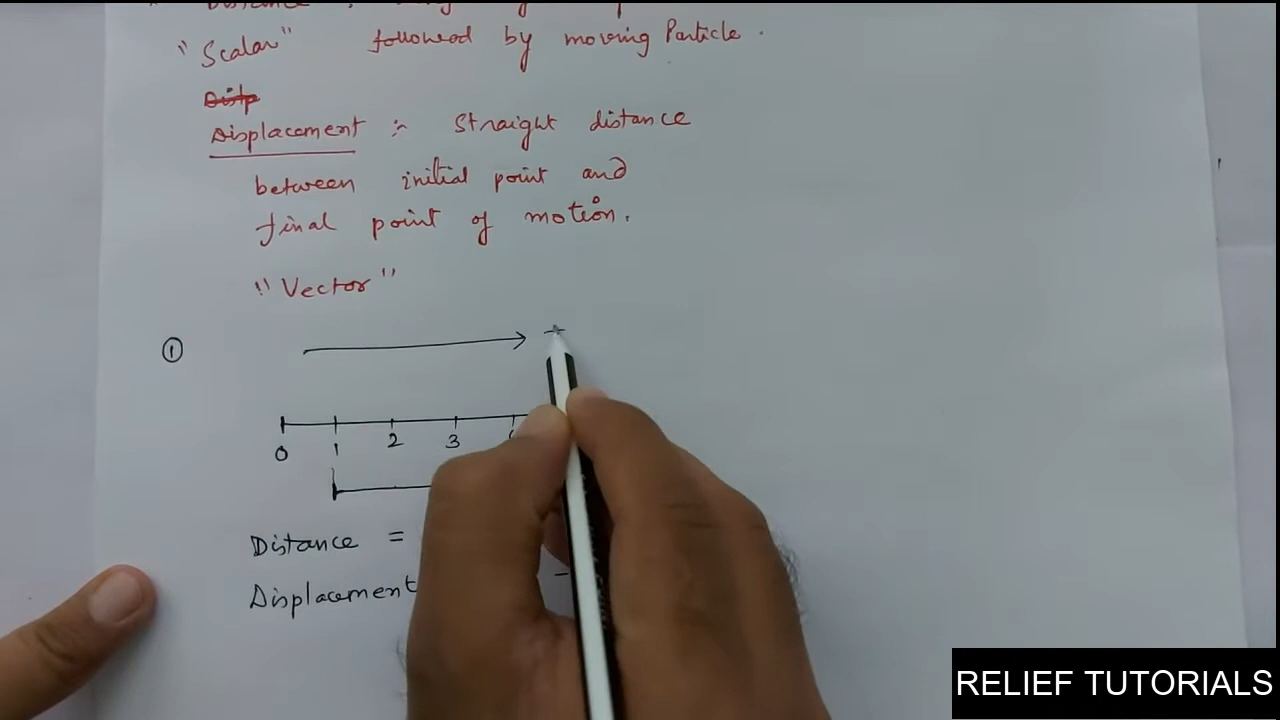 Distance :
"Scalar" followed by moving Particle.
Disp
Displacement :- Straight distance
between initial point and
final point of motion.
"Vector"
1 +
0 1 2 3
Distance =
Displacement -
RELIEF TUTORIALS